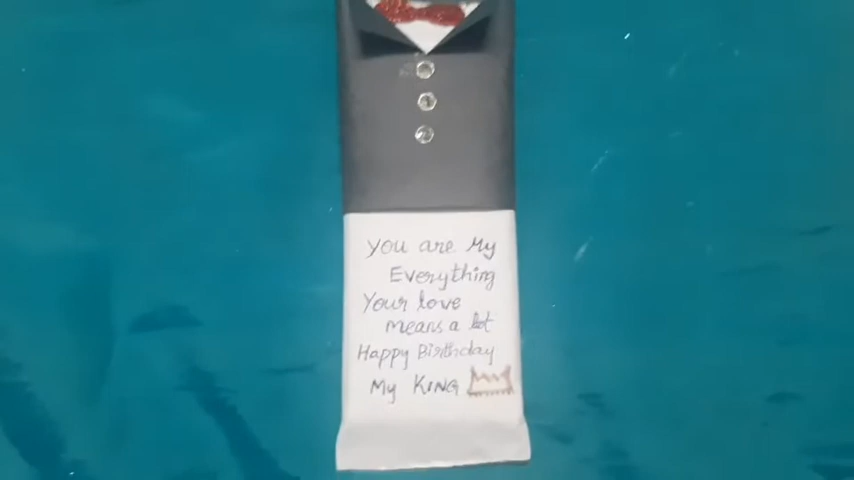 You are My
Everything
Your love
means a lot
Happy Birthday
My KING